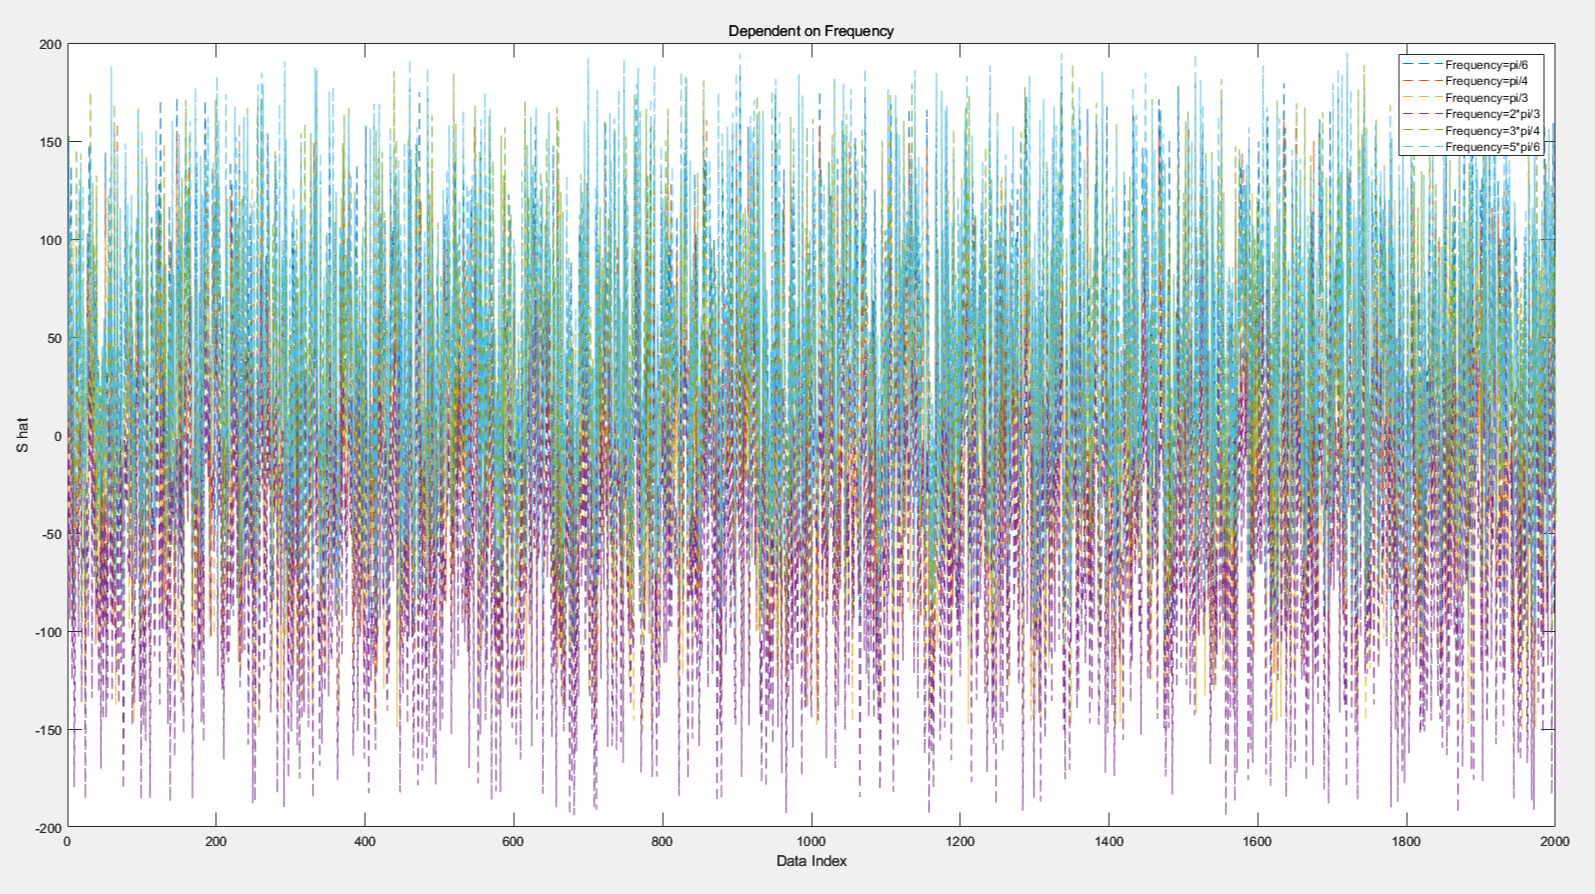 Dependent on Frequency
200
150
100
50
0
-50
-100
-150
-200
S hat
Frequency=pi/6
Frequency=pi/4
Frequency=pi/3
Frequency=2*pi/3
Frequency=3*pi/4
Frequency=5*pi/6
0 200 400 600 800 1000 1200 1400 1600 1800 2000
Data Index